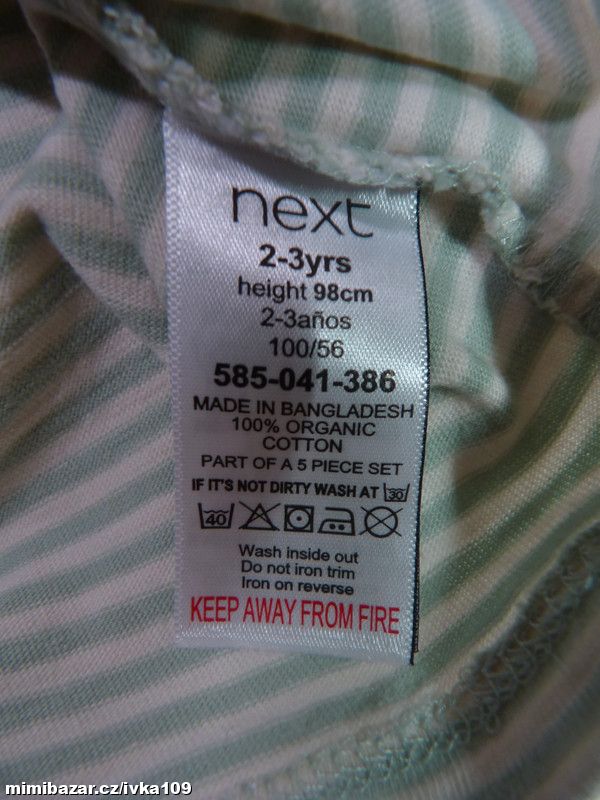 next
2-3yrs
height 98cm
2-3años
100/56
585-041-386
MADE IN BANGLADESH
100% ORGANIC
COTTON
PART OF A 5 PIECE SET
IF IT'S NOT DIRTY WASH AT 30
40
Wash inside out
Do not iron trim
Iron on reverse
KEEP AWAY FROM FIRE
mimibazar.cz/ivka109